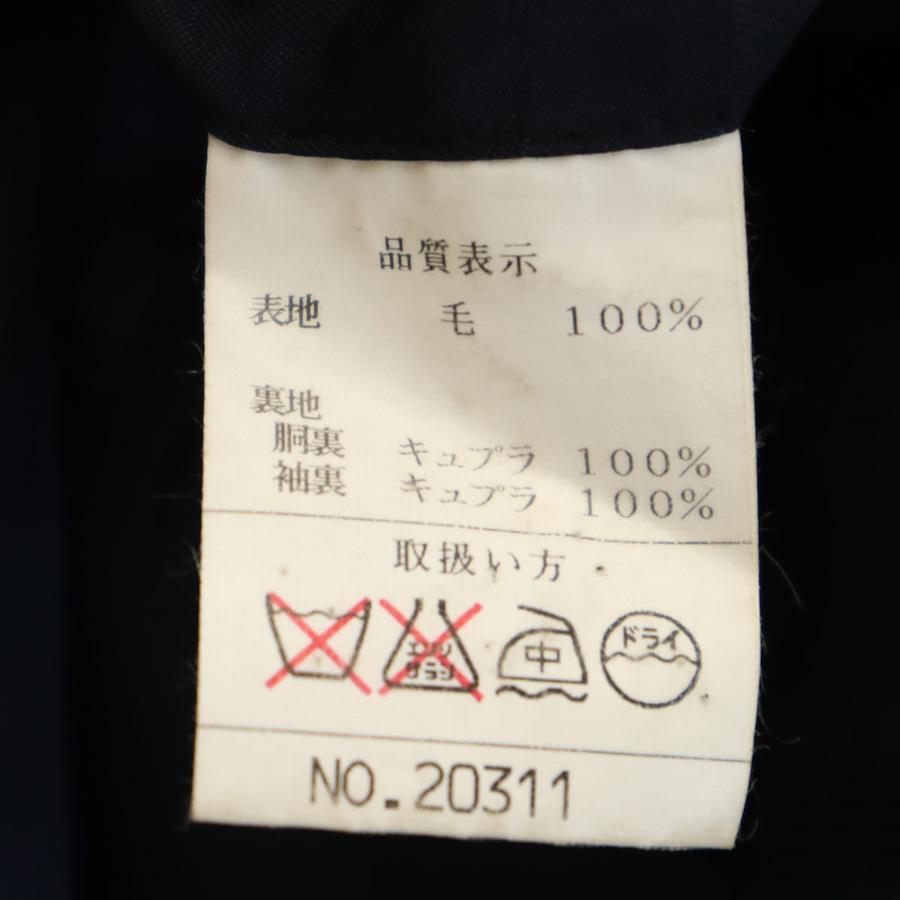 品質表示
表地 毛 100%
裏地
胴裏 キュプラ 100%
袖裏 キュプラ 100%
取扱い方
エンソ サラシ 中 ドライ
NO.20311